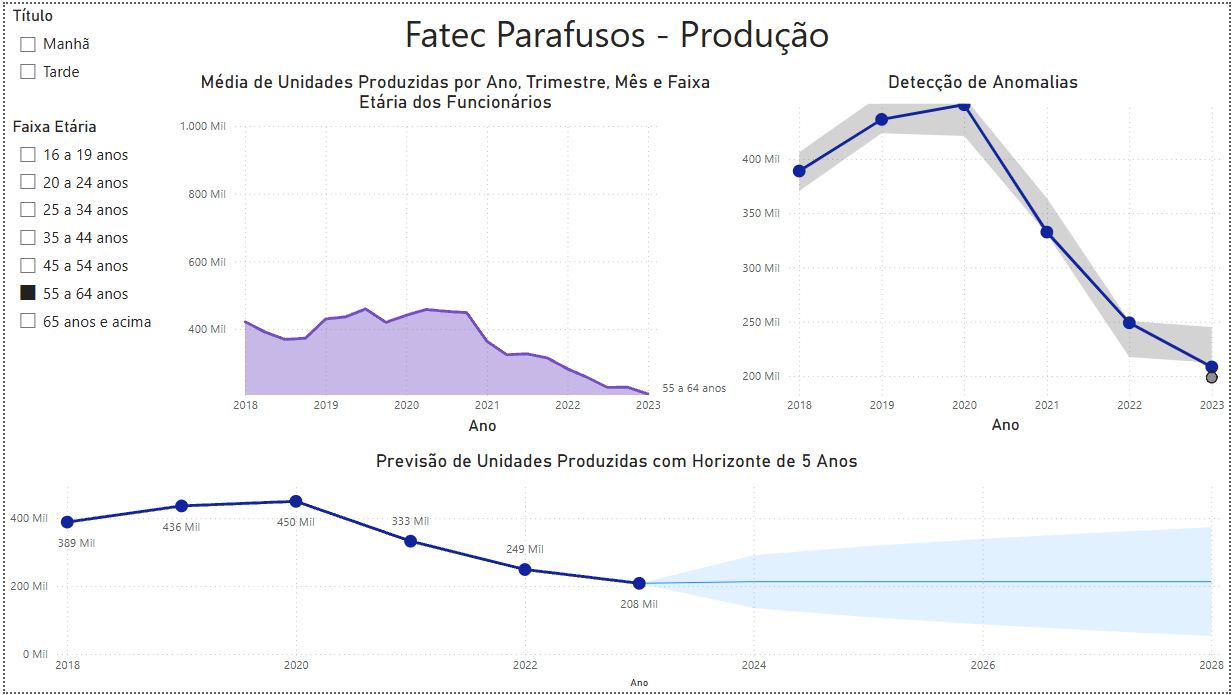 Fatec Parafusos - Produção
Título
Manhã
Tarde
Faixa Etária
16 a 19 anos
20 a 24 anos
25 a 34 anos
35 a 44 anos
45 a 54 anos
55 a 64 anos
65 anos e acima
Média de Unidades Produzidas por Ano, Trimestre, Mês e Faixa
Etária dos Funcionários
1.000 Mil
800 Mil
600 Mil
400 Mil
55 a 64 anos
2018 2019 2020 2021 2022 2023
Ano
Detecção de Anomalias
400 Mil
350 Mil
300 Mil
250 Mil
200 Mil
2018 2019 2020 2021 2022 2023
Ano
Previsão de Unidades Produzidas com Horizonte de 5 Anos
400 Mil
200 Mil
0 Mil
389 Mil
436 Mil
450 Mil
333 Mil
249 Mil
208 Mil
2018 2020 2022 2024 2026 2028
Ano